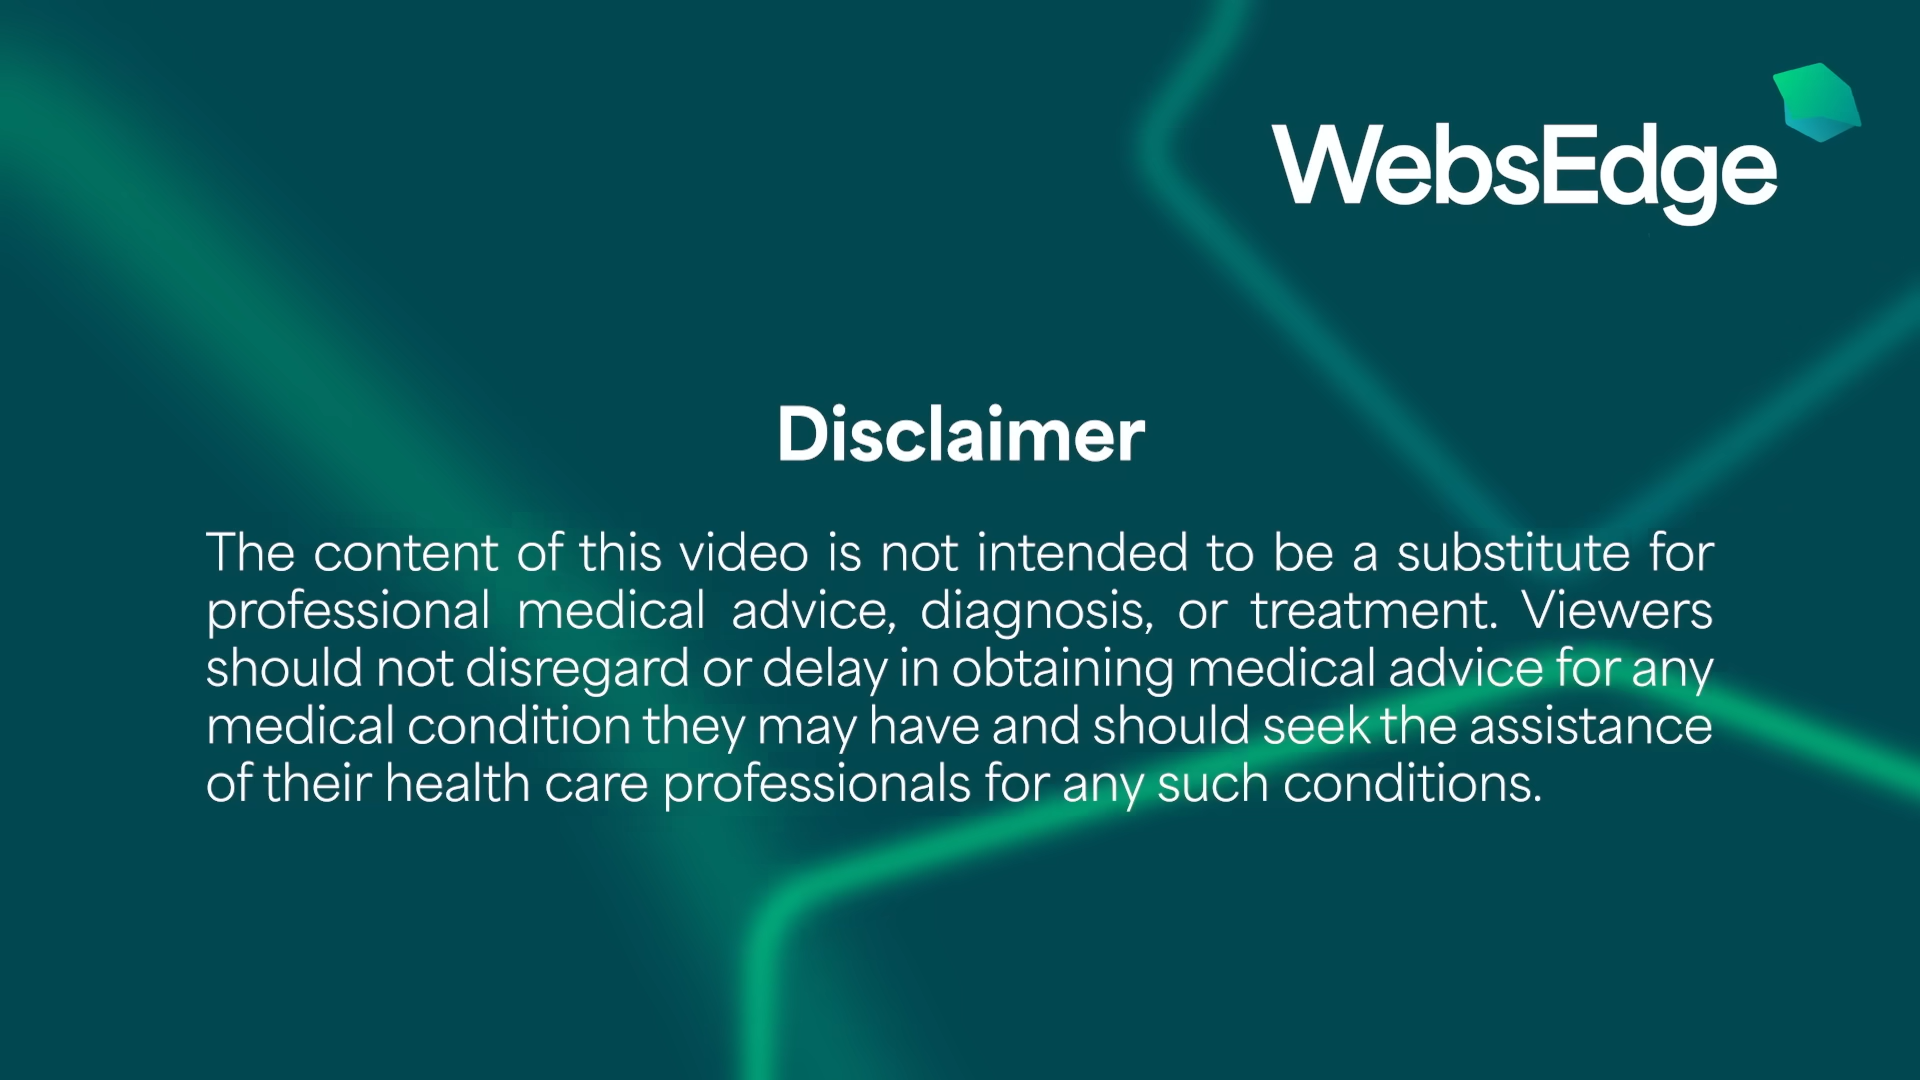 WebsEdge
Disclaimer
The content of this video is not intended to be a substitute for
professional medical advice, diagnosis, or treatment. Viewers
should not disregard or delay in obtaining medical advice for any
medical condition they may have and should seek the assistance
of their health care professionals for any such conditions.